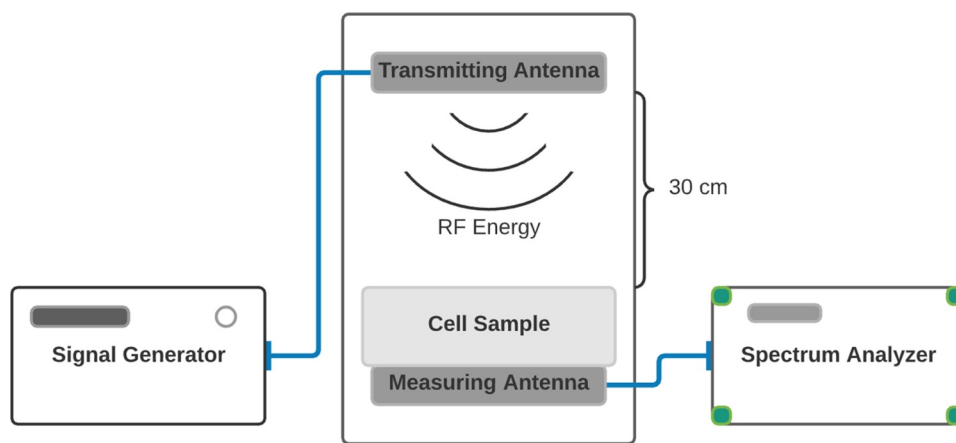 Transmitting Antenna
30 cm
RF Energy
Cell Sample
Signal Generator
Spectrum Analyzer
Measuring Antenna